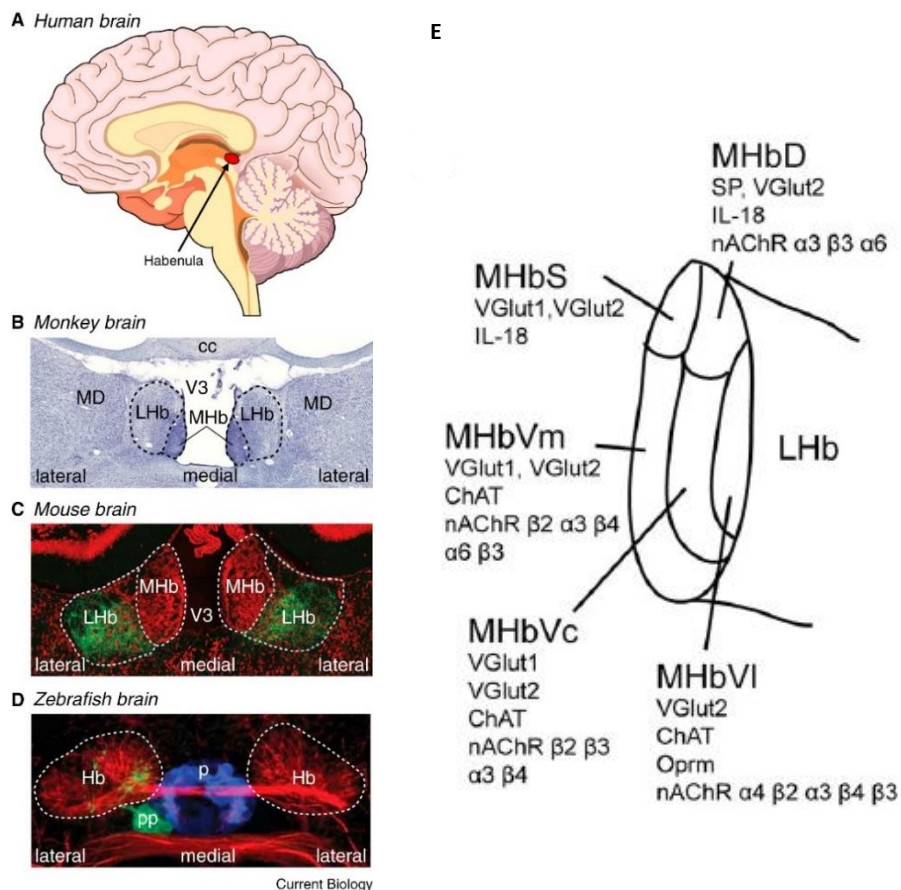 A Human brain
Habenula
B Monkey brain
cc
V3
MD
LHb
MHb
LHb
MD
lateral
medial
lateral
C Mouse brain
MHb
MHb
LHb
V3
LHb
lateral
medial
lateral
D Zebrafish brain
Hb
p
Hb
pp
lateral
medial
lateral
Current Biology
E
MHbD
SP, VGlut2
IL-18
nAChR α3 β3 α6
MHbS
VGlut1,VGlut2
IL-18
MHbVm
VGlut1, VGlut2
ChAT
nAChR β2 α3 β4
α6 β3
LHb
MHbVc
VGlut1
VGlut2
ChAT
nAChR β2 β3
α3 β4
MHbVl
VGlut2
ChAT
Oprm
nAChR α4 β2 α3 β4 β3